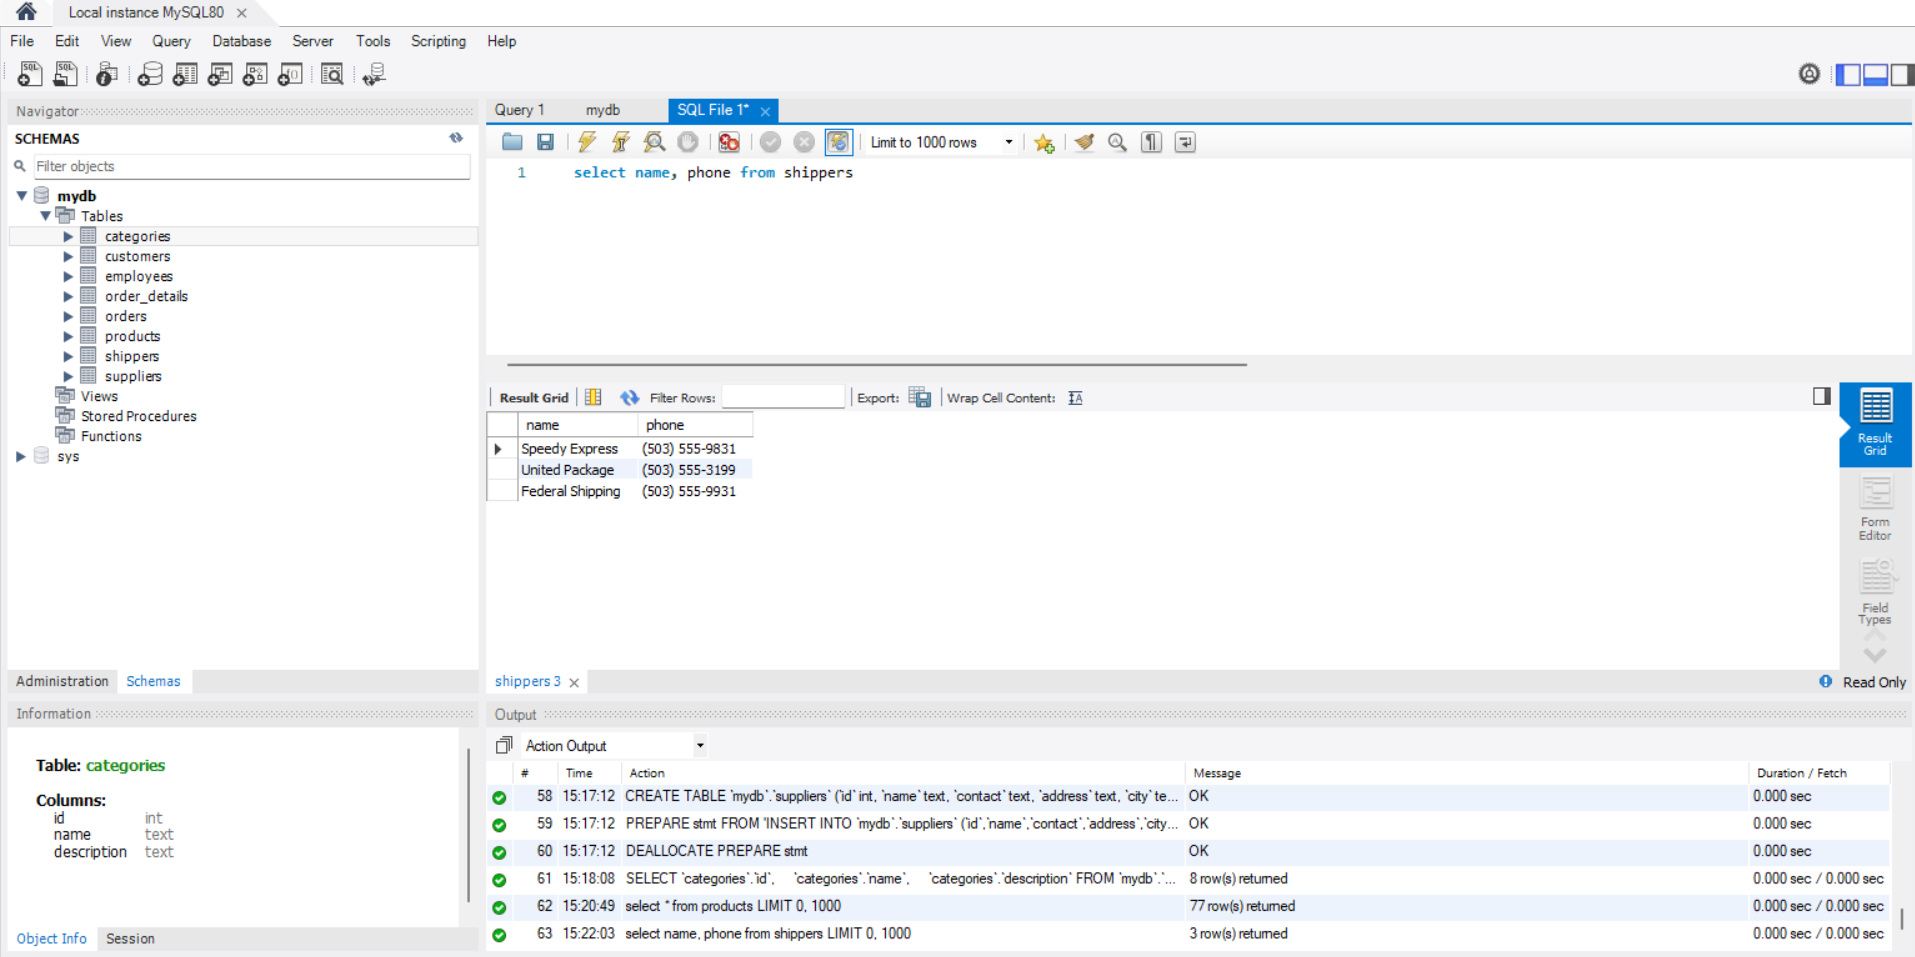 Local instance MySQL80
File Edit View Query Database Server Tools Scripting Help
Navigator
SCHEMAS
Filter objects
mydb
Tables
categories
customers
employees
order_details
orders
products
shippers
suppliers
Views
Stored Procedures
Functions
sys
Administration Schemas
Information
Table: categories
Columns:
id int
name text
description text
Object Info Session
Query 1 mydb SQL File 1*
Limit to 1000 rows
1 select name, phone from shippers
Result Grid Filter Rows: Export: Wrap Cell Content:
name phone
Speedy Express (503) 555-9831
United Package (503) 555-3199
Federal Shipping (503) 555-9931
Result
Grid
Form
Editor
Field
Types
shippers 3 Read Only
Output
Action Output
# Time Action Message Duration / Fetch
58 15:17:12 CREATE TABLE `mydb`.`suppliers` (`id` int, `name` text, `contact` text, `address` text, `city` te... OK 0.000 sec
59 15:17:12 PREPARE stmt FROM 'INSERT INTO `mydb`.`suppliers` (`id`,`name`,`contact`,`address`,`city... OK 0.000 sec
60 15:17:12 DEALLOCATE PREPARE stmt OK 0.000 sec
61 15:18:08 SELECT `categories`.`id`, `categories`.`name`, `categories`.`description` FROM `mydb`.`... 8 row(s) returned 0.000 sec / 0.000 sec
62 15:20:49 select * from products LIMIT 0, 1000 77 row(s) returned 0.000 sec / 0.000 sec
63 15:22:03 select name, phone from shippers LIMIT 0, 1000 3 row(s) returned 0.000 sec / 0.000 sec